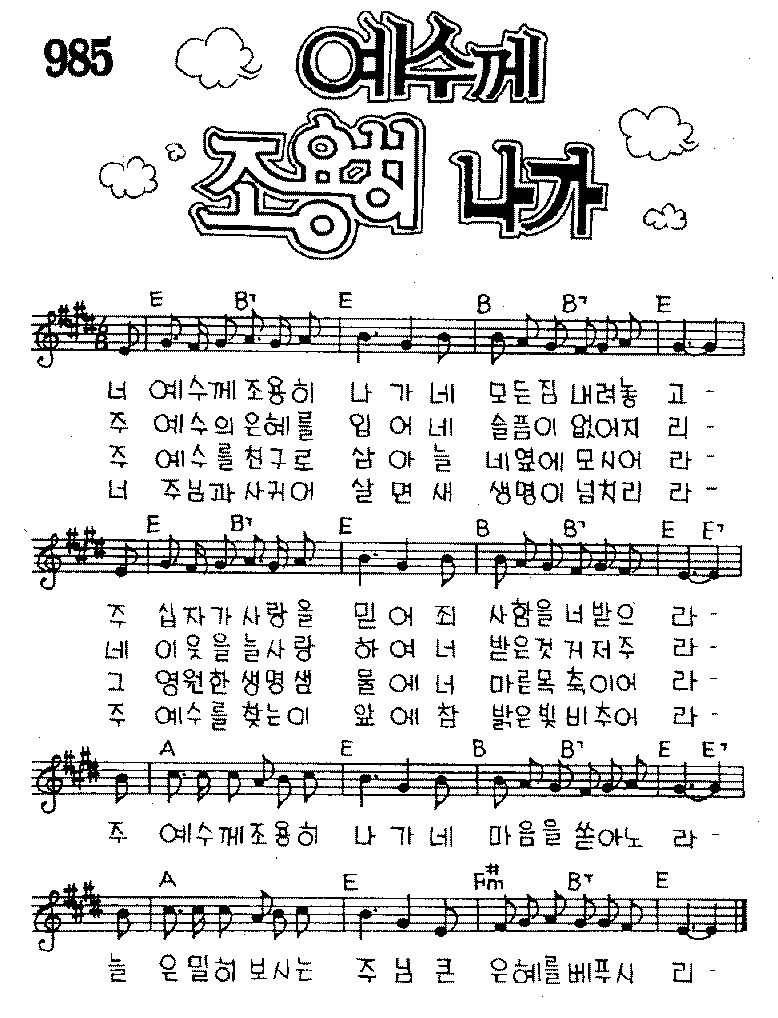 985
예수께
조용히 나가
E B7 E B B7 E
너 예수께 조용히 나 가 네 모든짐 내려놓 고 -
주 예수의 은혜를 입 어 네 슬픔이 없어지 리 -
주 예수를 친구로 삼 아 늘 네옆에 모시어 라 -
너 주님과 사귀어 살 면 새 생명이 넘치리 라 -
E B7 E B B7 E E7
주 십자가 사랑을 믿 어 죄 사함을 너받으 라 -
네 이웃을 늘사랑 하 여 너 받은것 거저주 라 -
그 영원한 생명샘 물 에 너 마른목 축이어 라 -
주 예수를 찾는이 앞 에 참 밝은빛 비추어 라 -
A E B B7 E E7
주 예수께조용히 나 가 네 마음을 쏟아노 라 -
A E F#m B7 E
늘 은밀히 보시는 주 님 큰 은혜를베푸시 리 -